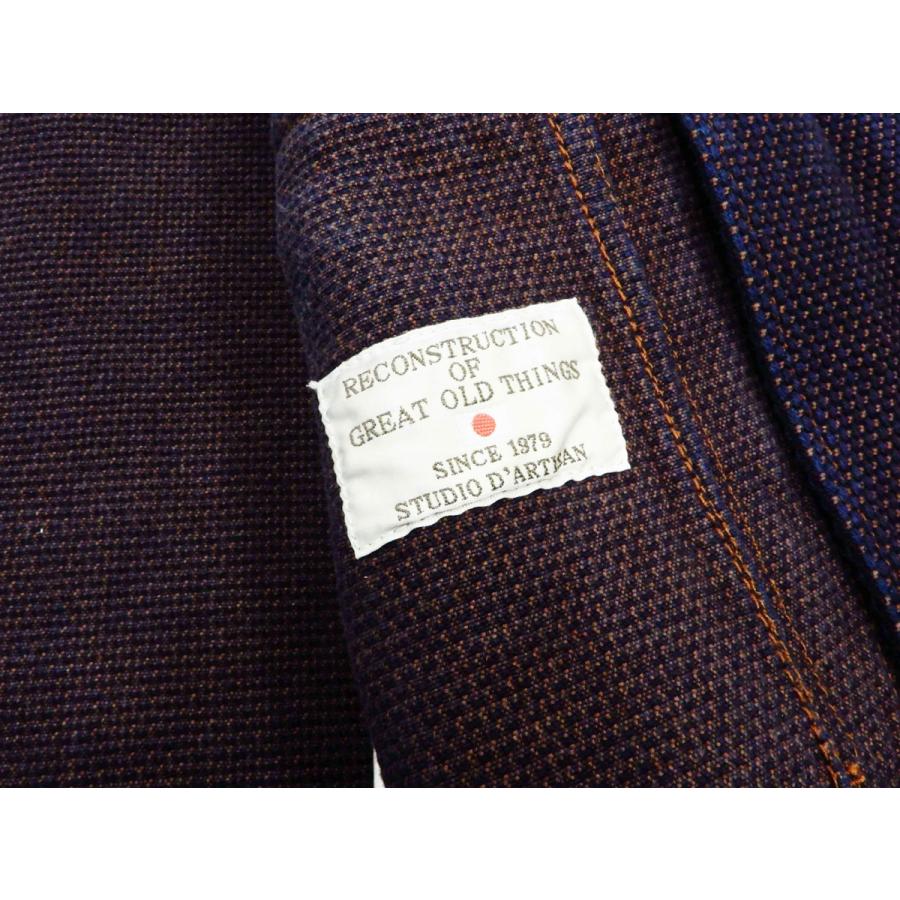 RECONSTRUCTION
OF
GREAT OLD THINGS
SINCE 1979
STUDIO D'ARTISAN